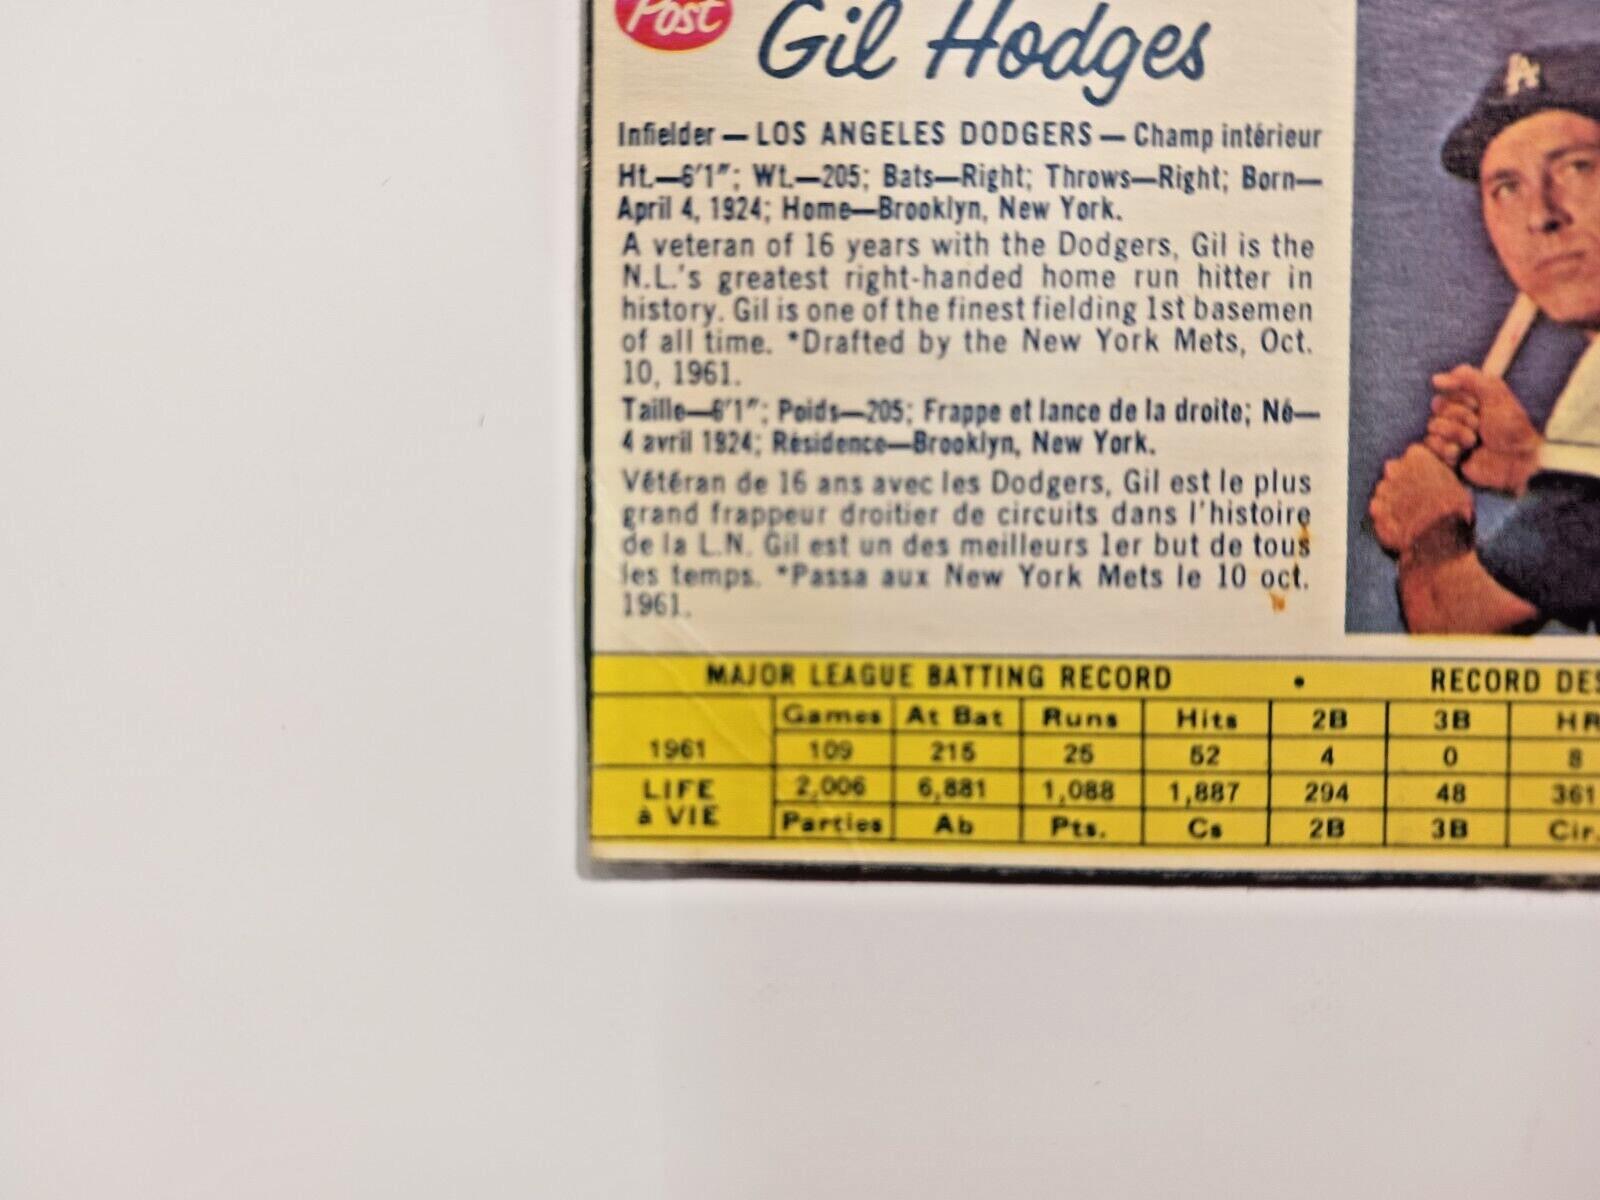 Post
Gil Hodges
Infielder — LOS ANGELES DODGERS — Champ intérieur
Ht.—6'1"; Wt.—205; Bats—Right; Throws—Right; Born—
April 4, 1924; Home—Brooklyn, New York.
A veteran of 16 years with the Dodgers, Gil is the
N.L.'s greatest right-handed home run hitter in
history. Gil is one of the finest fielding 1st basemen
of all time. *Drafted by the New York Mets, Oct.
10, 1961.
Taille—6'1"; Poids—205; Frappe et lance de la droite; Né—
4 avril 1924; Résidence—Brooklyn, New York.
Vétéran de 16 ans avec les Dodgers, Gil est le plus
grand frappeur droitier de circuits dans l'histoire
de la L.N. Gil est un des meilleurs 1er but de tous
les temps. *Passa aux New York Mets le 10 oct.
1961.
MAJOR LEAGUE BATTING RECORD • RECORD DES
Games At Bat Runs Hits 2B 3B HR
1961 109 215 25 52 4 0 8
LIFE à VIE 2,006 6,881 1,088 1,887 294 48 361
Parties Ab Pts. Cs 2B 3B Cir.
A